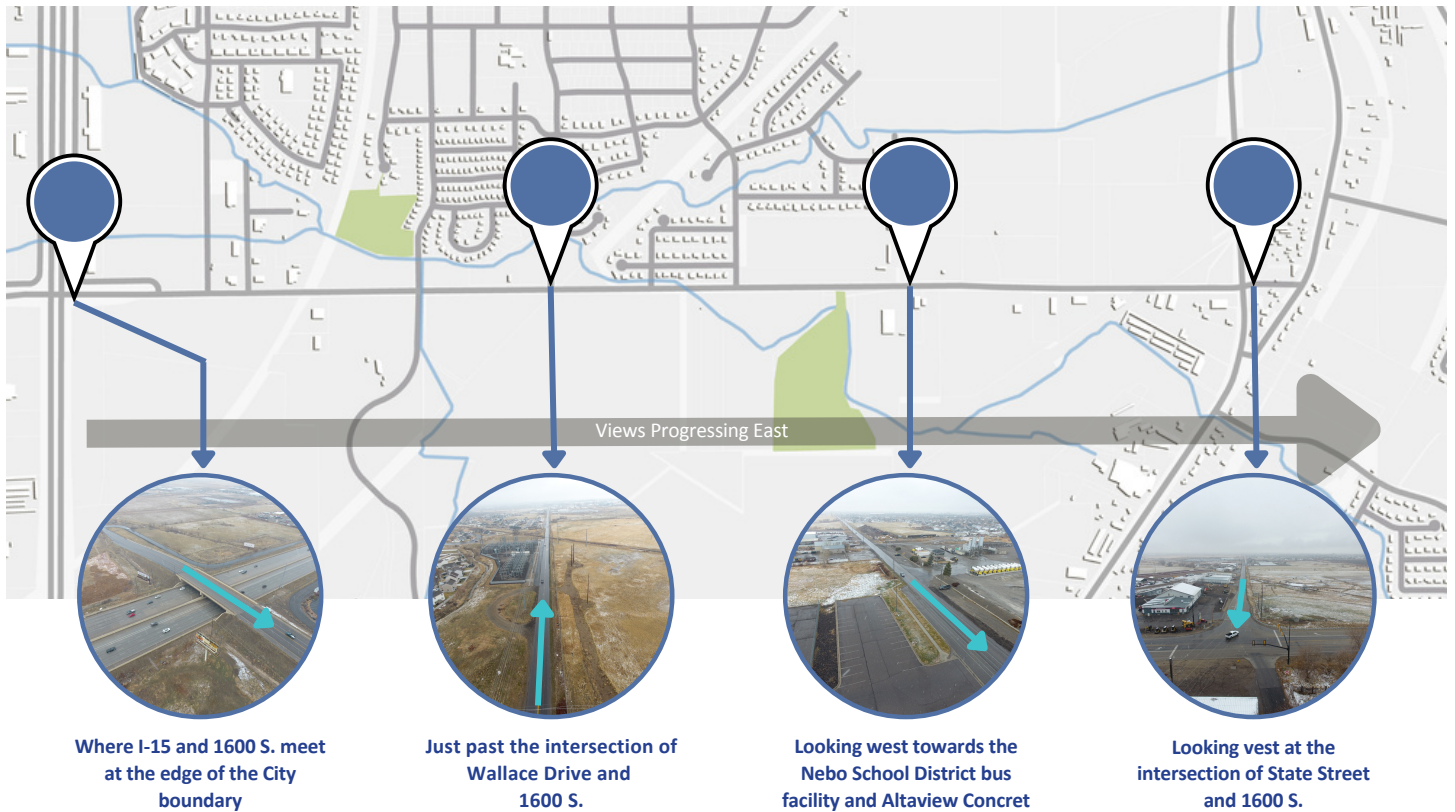 Views Progressing East
Where I-15 and 1600 S. meet
at the edge of the City
boundary
Just past the intersection of
Wallace Drive and
1600 S.
Looking west towards the
Nebo School District bus
facility and Altaview Concret
Looking vest at the
intersection of State Street
and 1600 S.